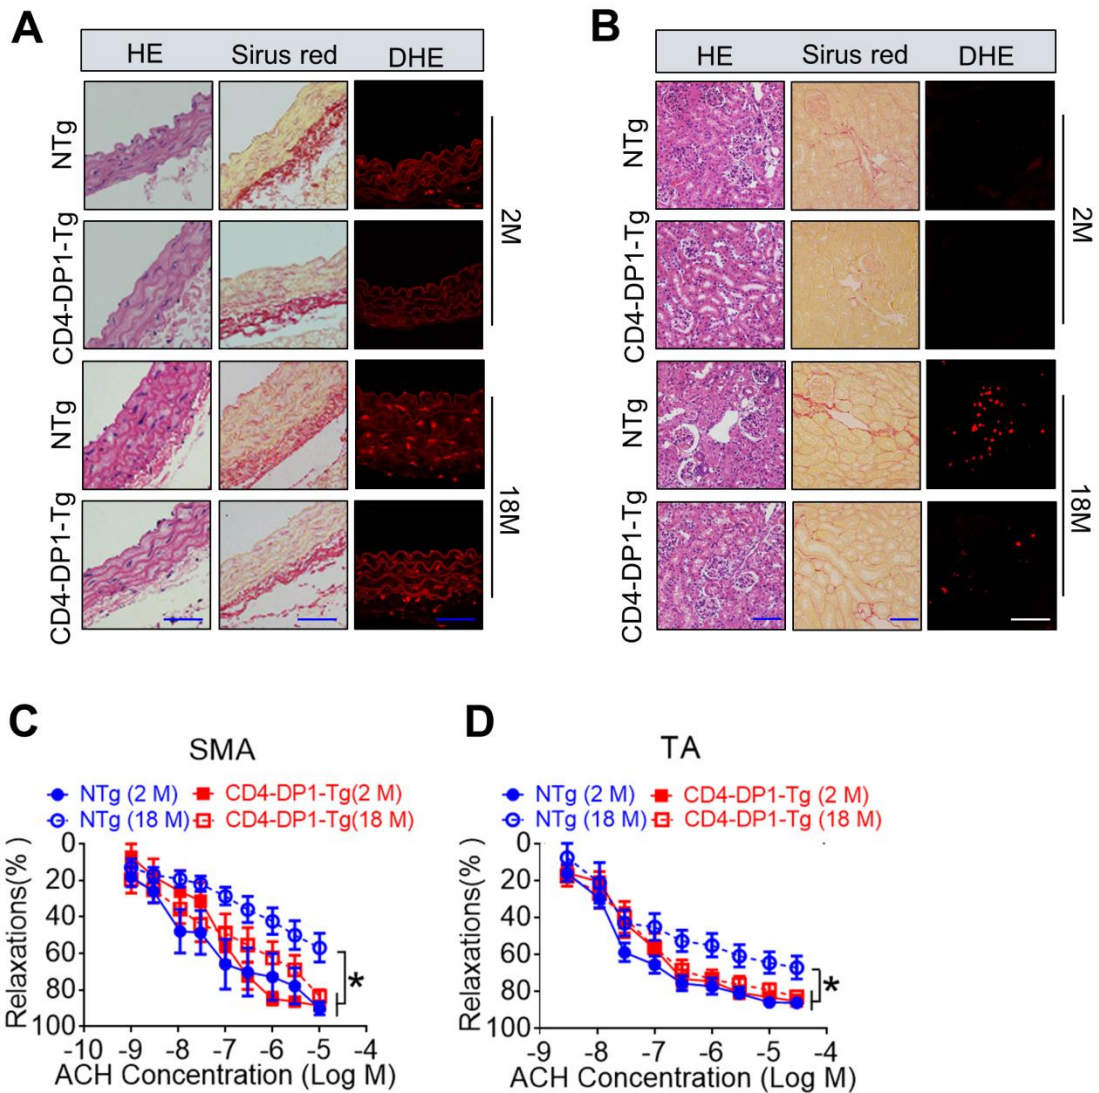 A
HE Sirus red DHE
NTg
CD4-DP1-Tg
2M
NTg
CD4-DP1-Tg
18M
B
HE Sirus red DHE
NTg
CD4-DP1-Tg
2M
NTg
CD4-DP1-Tg
18M
C
SMA
NTg (2 M) CD4-DP1-Tg(2 M)
NTg (18 M) CD4-DP1-Tg(18 M)
Relaxations(% )
0
20
40
60
80
100
*
-10 -9 -8 -7 -6 -5 -4
ACH Concentration (Log M)
D
TA
NTg (2 M) CD4-DP1-Tg (2 M)
NTg (18 M) CD4-DP1-Tg (18 M)
Relaxations(% )
0
20
40
60
80
100
*
-9 -8 -7 -6 -5 -4
ACH Concentration (Log M)